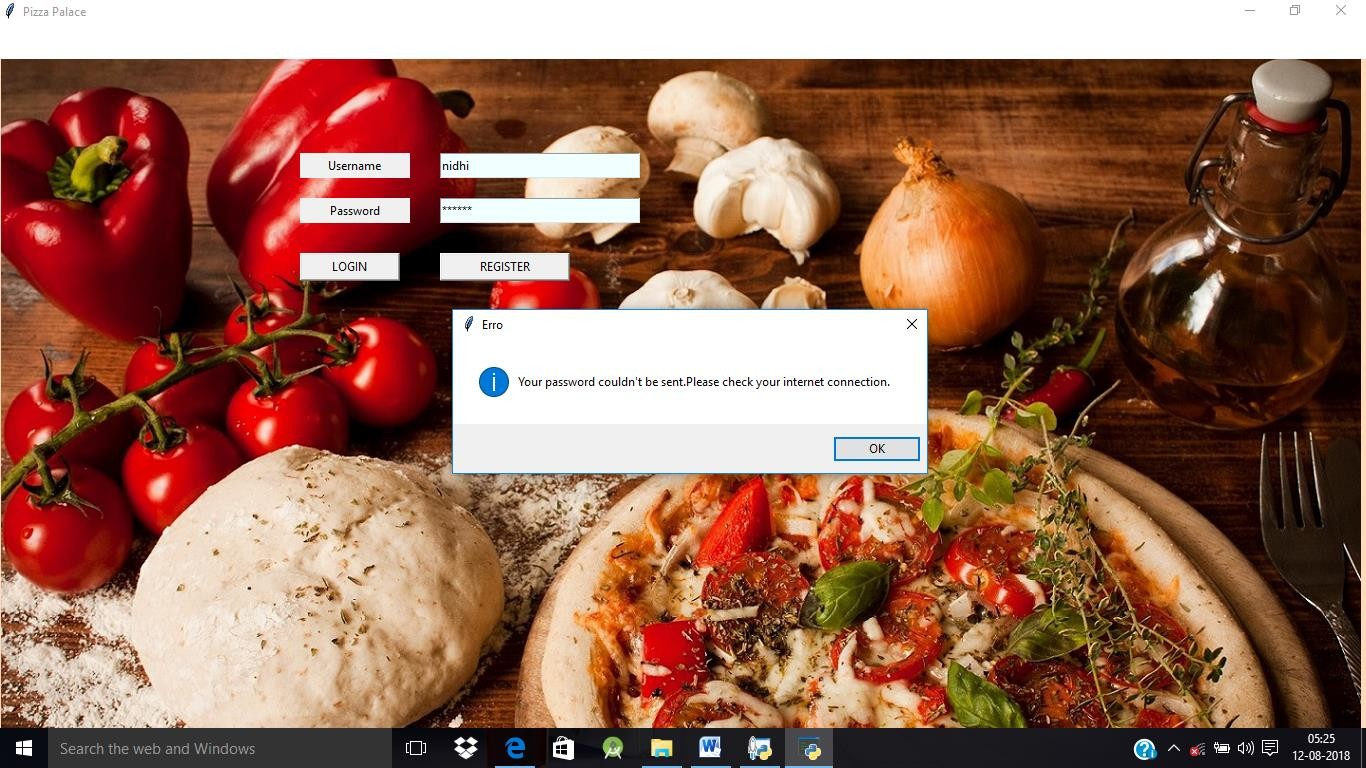 Pizza Palace
Username
nidhi
Password
******
LOGIN
REGISTER
Erro
Your password couldn't be sent.Please check your internet connection.
OK
Search the web and Windows
05:25
12-08-2018